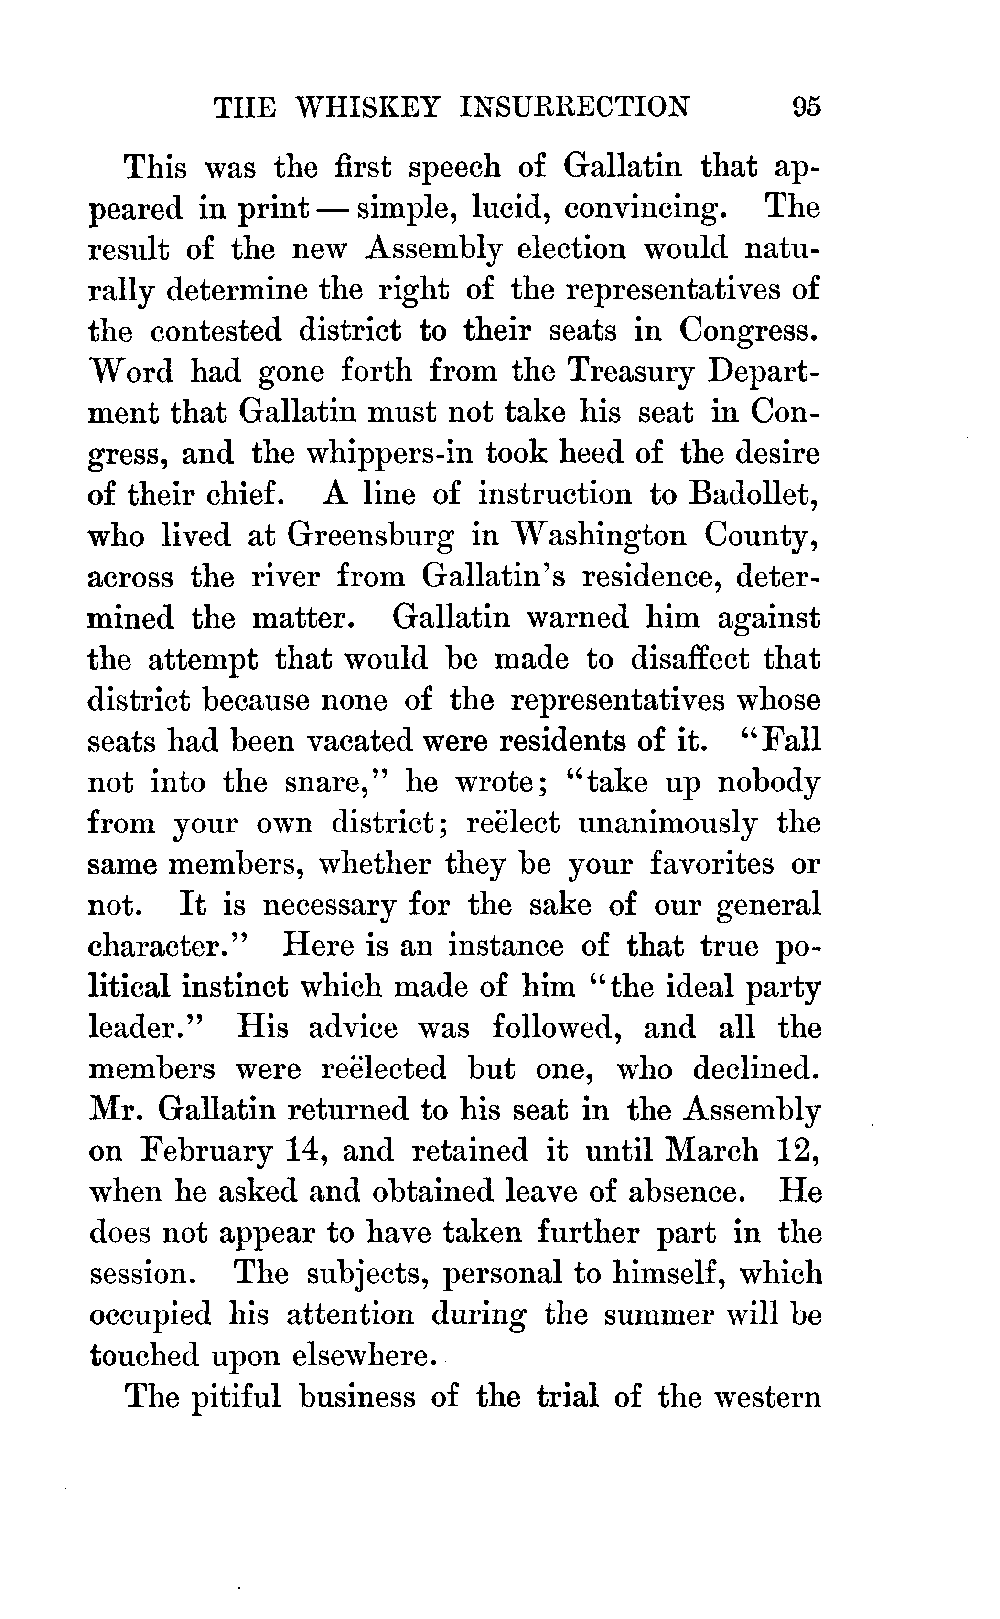 THE WHISKEY INSURRECTION 95
This was the first speech of Gallatin that ap-
peared in print — simple, lucid, convincing. The
result of the new Assembly election would natu-
rally determine the right of the representatives of
the contested district to their seats in Congress.
Word had gone forth from the Treasury Depart-
ment that Gallatin must not take his seat in Con-
gress, and the whippers-in took heed of the desire
of their chief. A line of instruction to Badollet,
who lived at Greensburg in Washington County,
across the river from Gallatin's residence, deter-
mined the matter. Gallatin warned him against
the attempt that would be made to disaffect that
district because none of the representatives whose
seats had been vacated were residents of it. "Fall
not into the snare," he wrote; "take up nobody
from your own district; reëlect unanimously the
same members, whether they be your favorites or
not. It is necessary for the sake of our general
character." Here is an instance of that true po-
litical instinct which made of him "the ideal party
leader." His advice was followed, and all the
members were reëlected but one, who declined.
Mr. Gallatin returned to his seat in the Assembly
on February 14, and retained it until March 12,
when he asked and obtained leave of absence. He
does not appear to have taken further part in the
session. The subjects, personal to himself, which
occupied his attention during the summer will be
touched upon elsewhere.
The pitiful business of the trial of the western